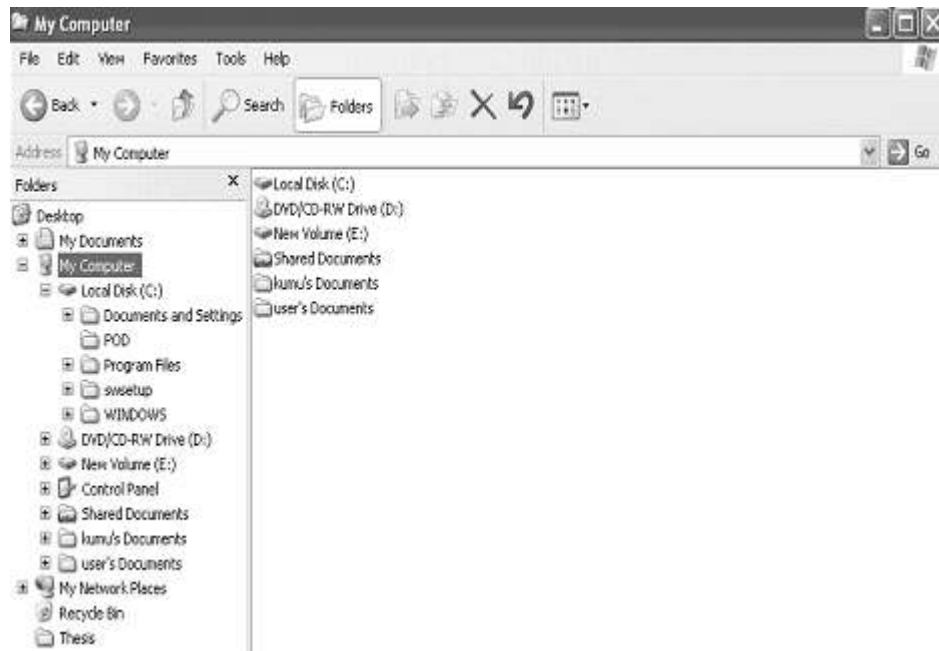 My Computer
File Edit View Favorites Tools Help
Back Search Folders
Address My Computer Go
Folders
Desktop
My Documents
My Computer
Local Disk (C:)
Documents and Settings
POD
Program Files
swsetup
WINDOWS
DVD/CD-RW Drive (D:)
New Volume (E:)
Control Panel
Shared Documents
kumu's Documents
user's Documents
My Network Places
Recycle Bin
Thesis
Local Disk (C:)
DVD/CD-RW Drive (D:)
New Volume (E:)
Shared Documents
kumu's Documents
user's Documents